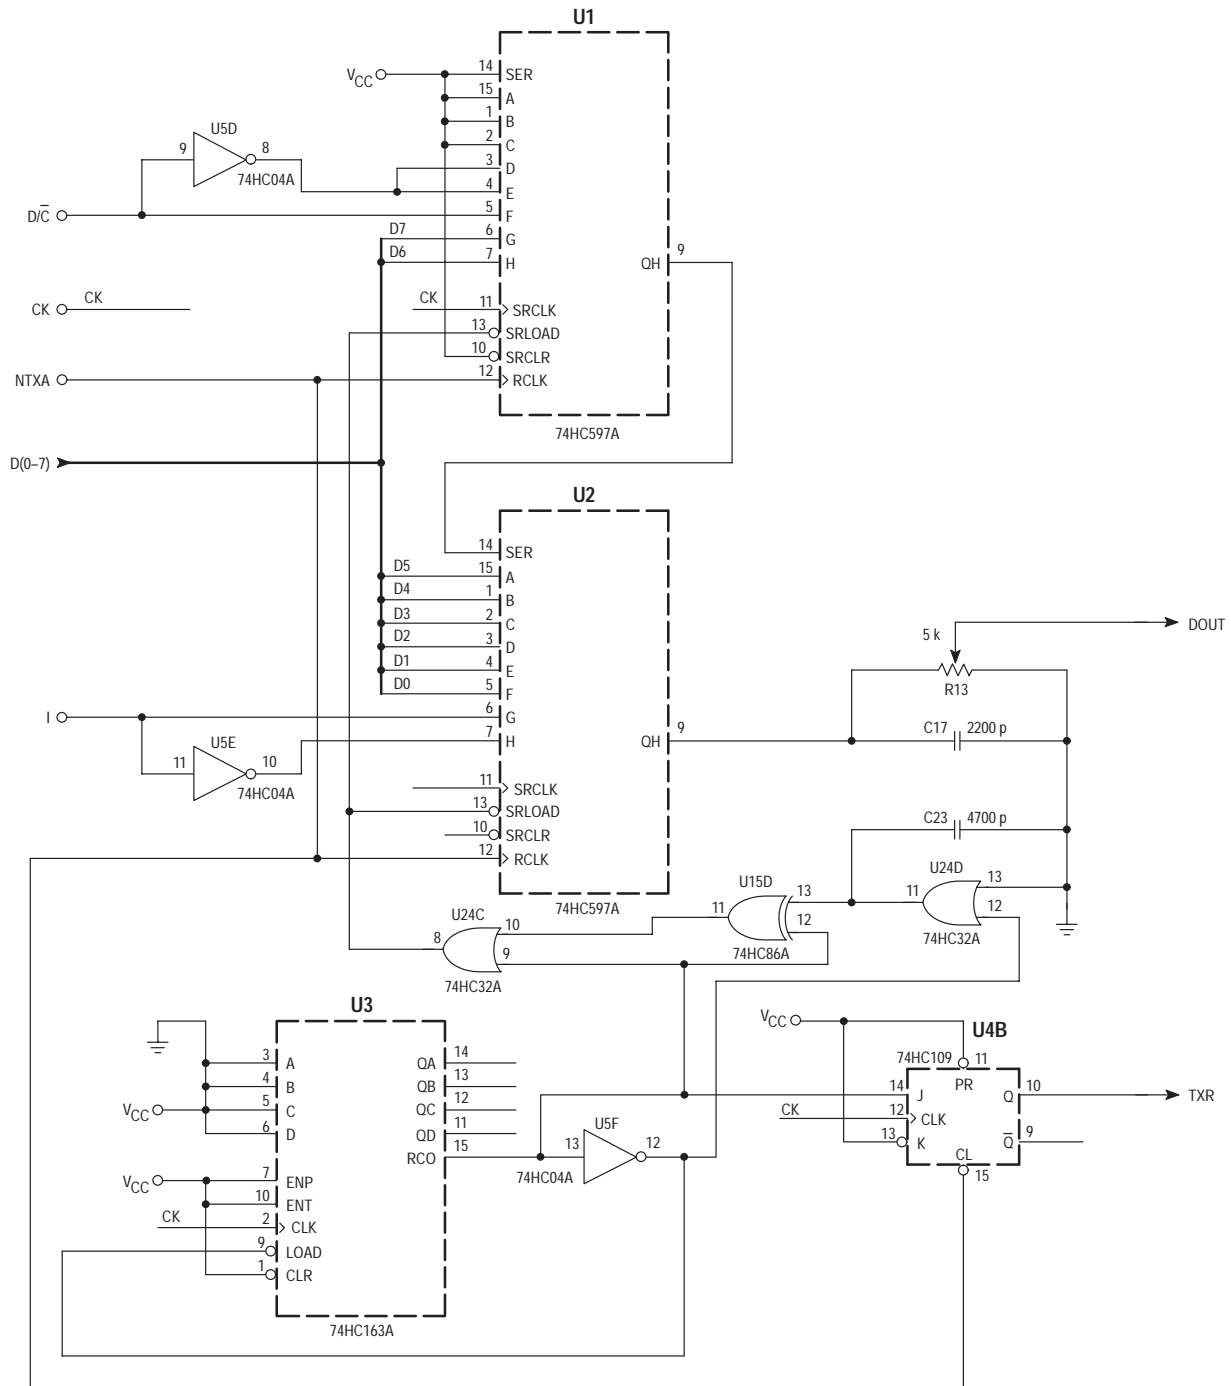 U1
VCC
14 SER
15 A
1 B
2 C
3 D
4 E
5 F
D7 6 G
D6 7 H
QH 9
CK 11 SRCLK
13 SRLOAD
10 SRCLR
12 RCLK
74HC597A
U5D
9 8
74HC04A
D/C̅
CK CK
NTXA
D(0–7)
U2
14 SER
D5 15 A
D4 1 B
D3 2 C
D2 3 D
D1 4 E
D0 5 F
6 G
7 H
QH 9
11 SRCLK
13 SRLOAD
10 SRCLR
12 RCLK
74HC597A
I
U5E
11 10
74HC04A
5 k
DOUT
R13
C17 2200 p
C23 4700 p
U24D
11 13
12
74HC32A
U15D
11 13
12
74HC86A
U24C
8 10
9
74HC32A
U3
3 A
4 B
VCC 5 C
6 D
VCC 7 ENP
10 ENT
CK 2 CLK
9 LOAD
1 CLR
QA 14
QB 13
QC 12
QD 11
RCO 15
74HC163A
U5F
13 12
74HC04A
VCC
U4B
74HC109 11
PR
14 J Q 10 TXR
CK 12 CLK
13 K Q̅ 9
CL
15